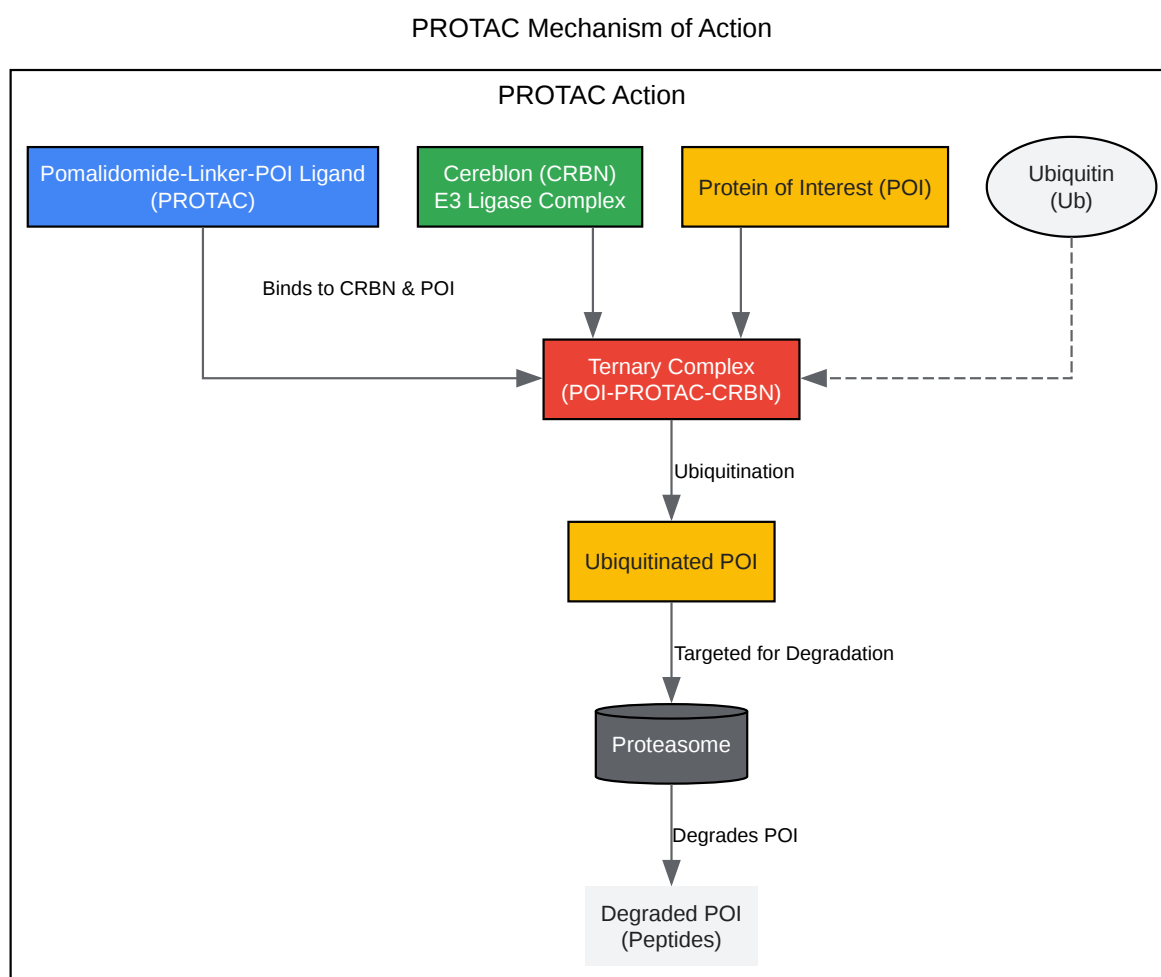 PROTAC Mechanism of Action
PROTAC Action
Pomalidomide-Linker-POI Ligand
(PROTAC)
Cereblon (CRBN)
E3 Ligase Complex
Protein of Interest (POI)
Ubiquitin
(Ub)
Binds to CRBN & POI
Ternary Complex
(POI-PROTAC-CRBN)
Ubiquitination
Ubiquitinated POI
Targeted for Degradation
Proteasome
Degrades POI
Degraded POI
(Peptides)